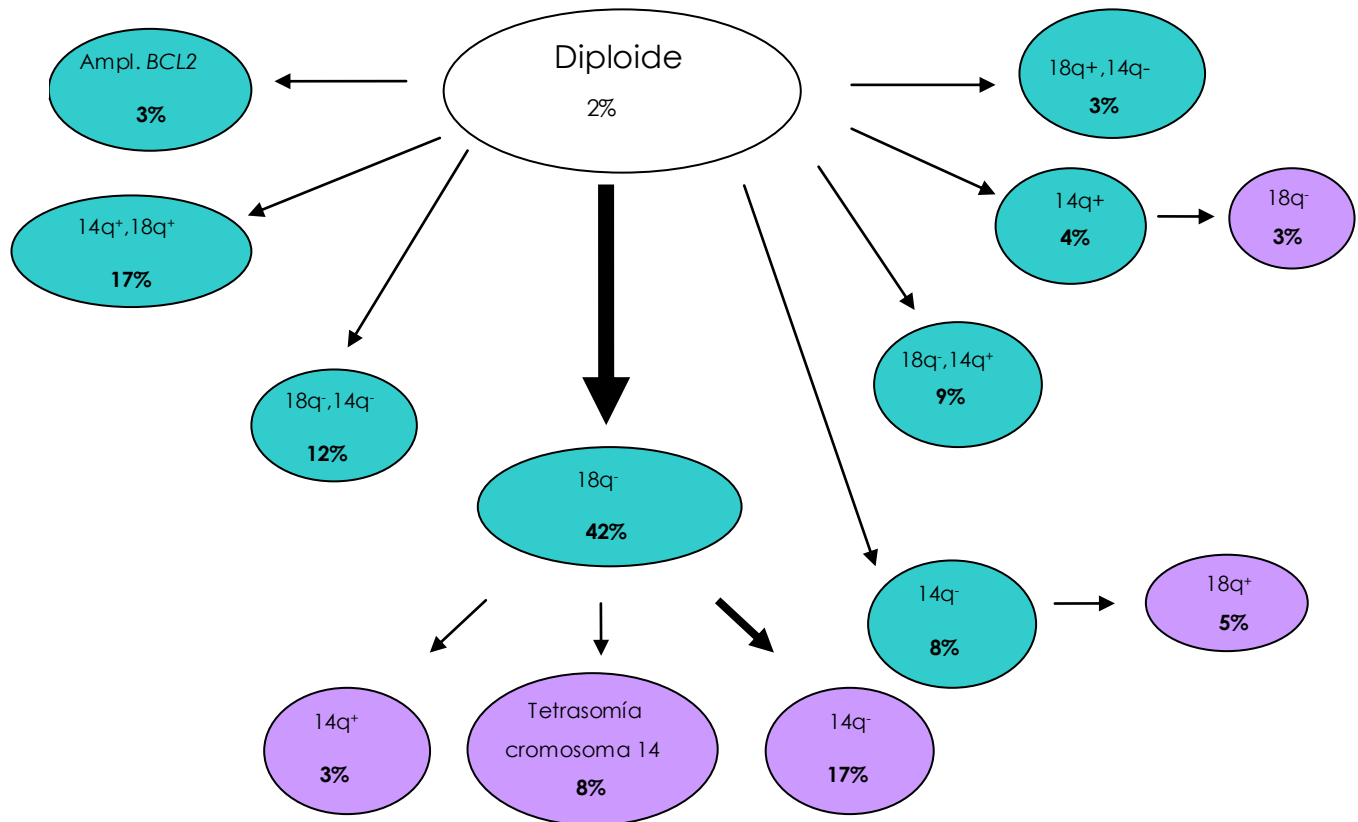 Diploide
2%
Ampl. BCL2
3%
18q+,14q-
3%
14q+
4%
18q-
3%
14q⁺,18q⁺
17%
18q-,14q⁺
9%
18q-,14q-
12%
18q-
42%
14q-
8%
18q⁺
5%
14q⁺
3%
Tetrasomía
cromosoma 14
8%
14q-
17%